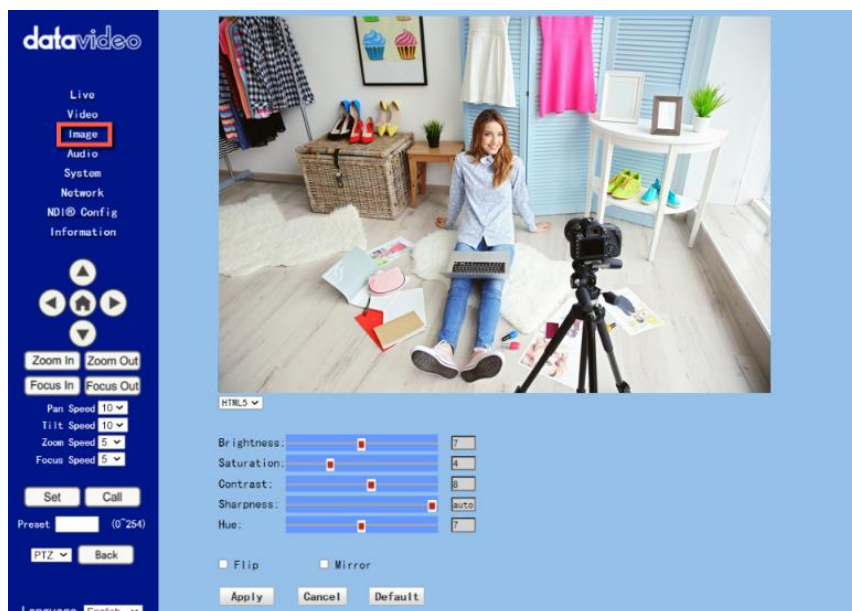 datavideo
Live
Video
Image
Audio
System
Network
NDI® Config
Information
Zoom In Zoom Out
Focus In Focus Out
Pan Speed 10
Tilt Speed 10
Zoom Speed 5
Focus Speed 5
Set Call
Preset (0~254)
PTZ Back
Language English
HTML5
Brightness: 7
Saturation: 4
Contrast: 8
Sharpness: auto
Hue: 7
Flip Mirror
Apply Cancel Default